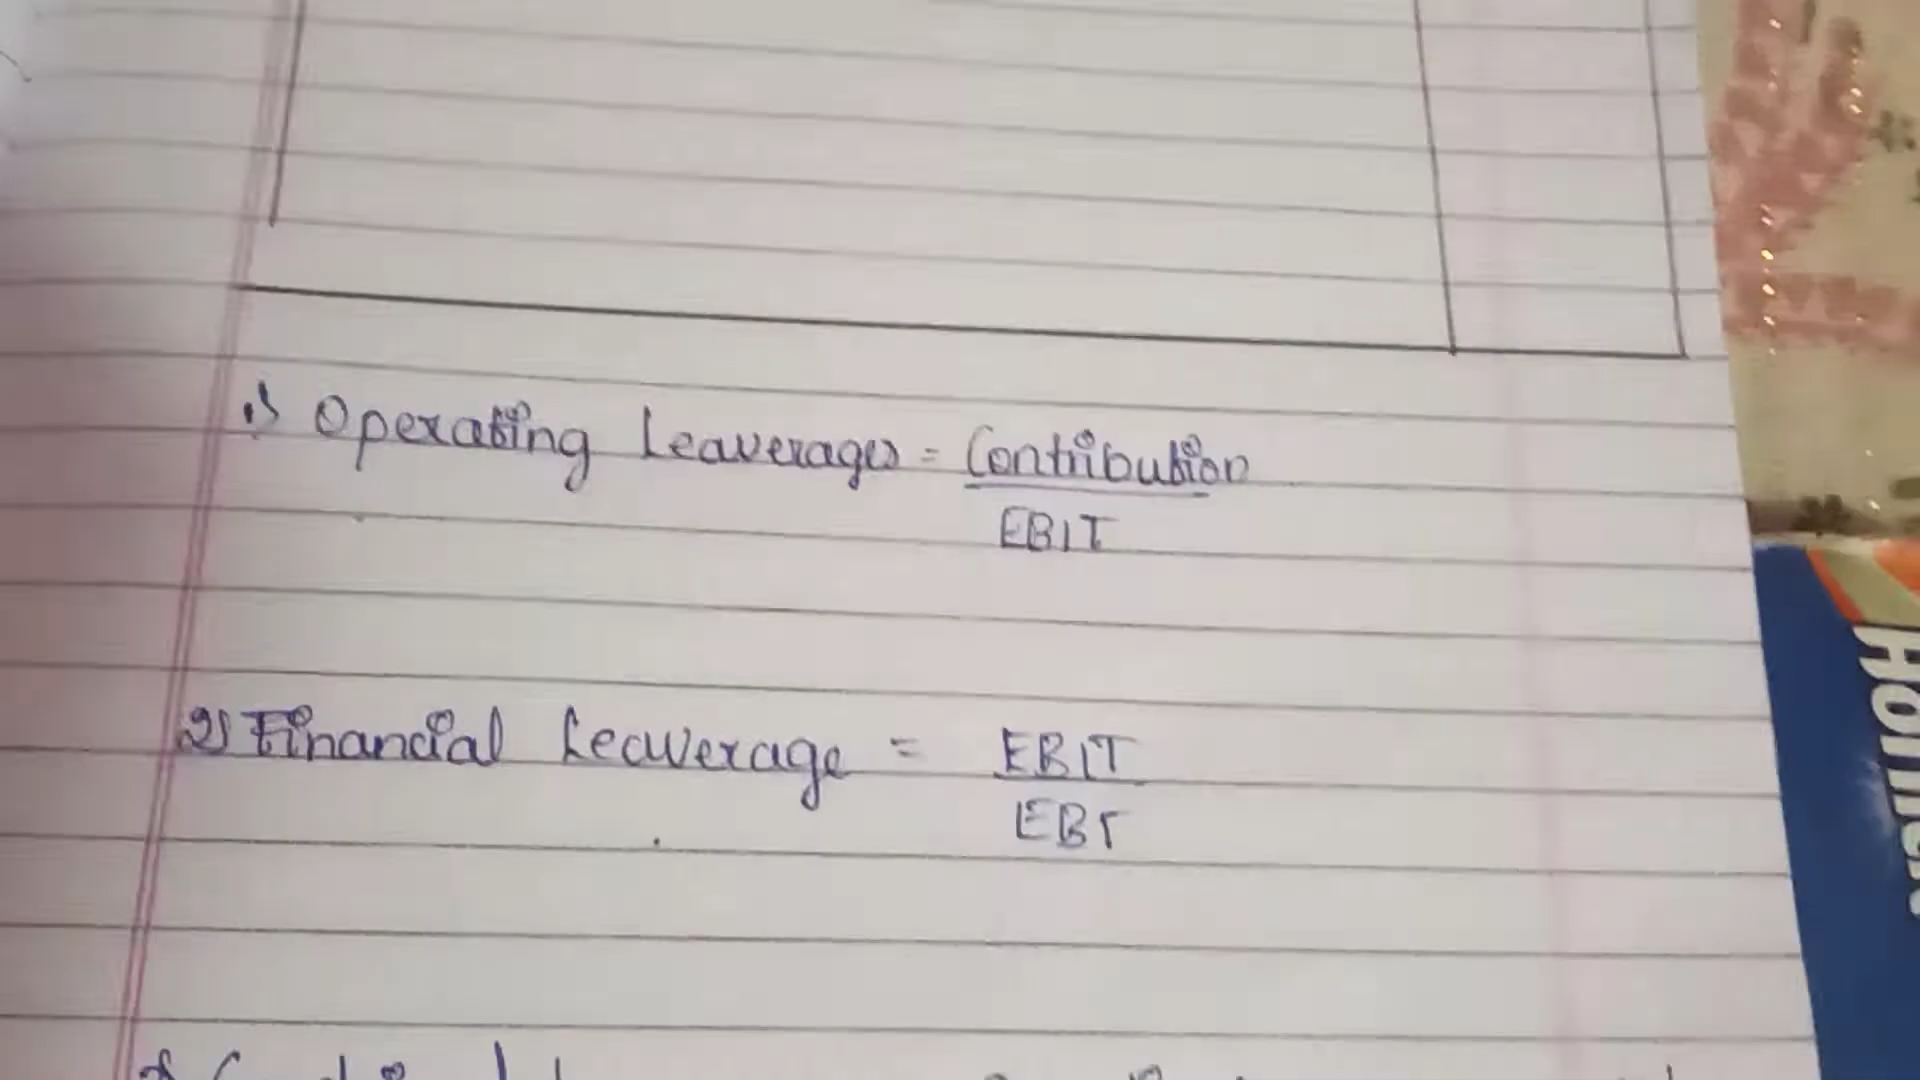 1) Operating Leaverages = Contribution
EBIT
2) Financial Leaverage = EBIT
EBT